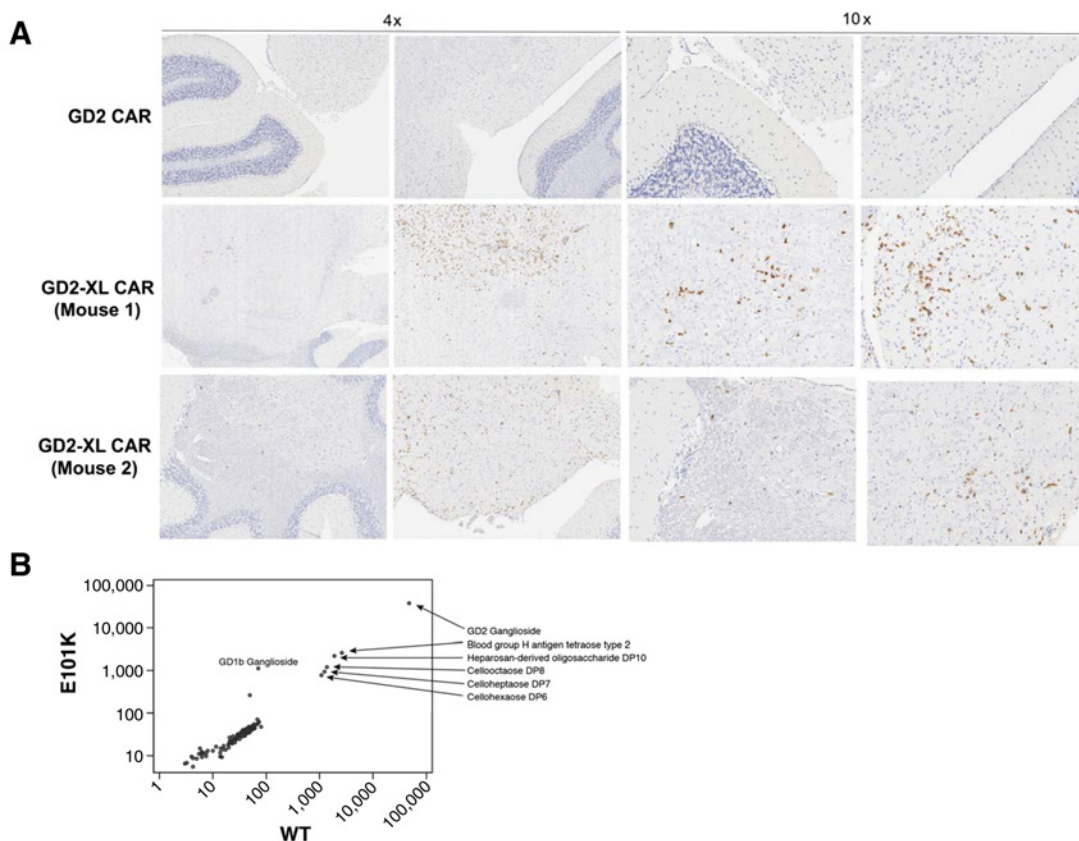 4x
10x
A
GD2 CAR
GD2-XL CAR
(Mouse 1)
GD2-XL CAR
(Mouse 2)
B
100,000
10,000
1,000
100
10
E101K
GD1b Ganglioside
GD2 Ganglioside
Blood group H antigen tetraose type 2
Heparosan-derived oligosaccharide DP10
Cellooctaose DP8
Celloheptaose DP7
Cellohexaose DP6
1
10
100
1,000
10,000
100,000
WT